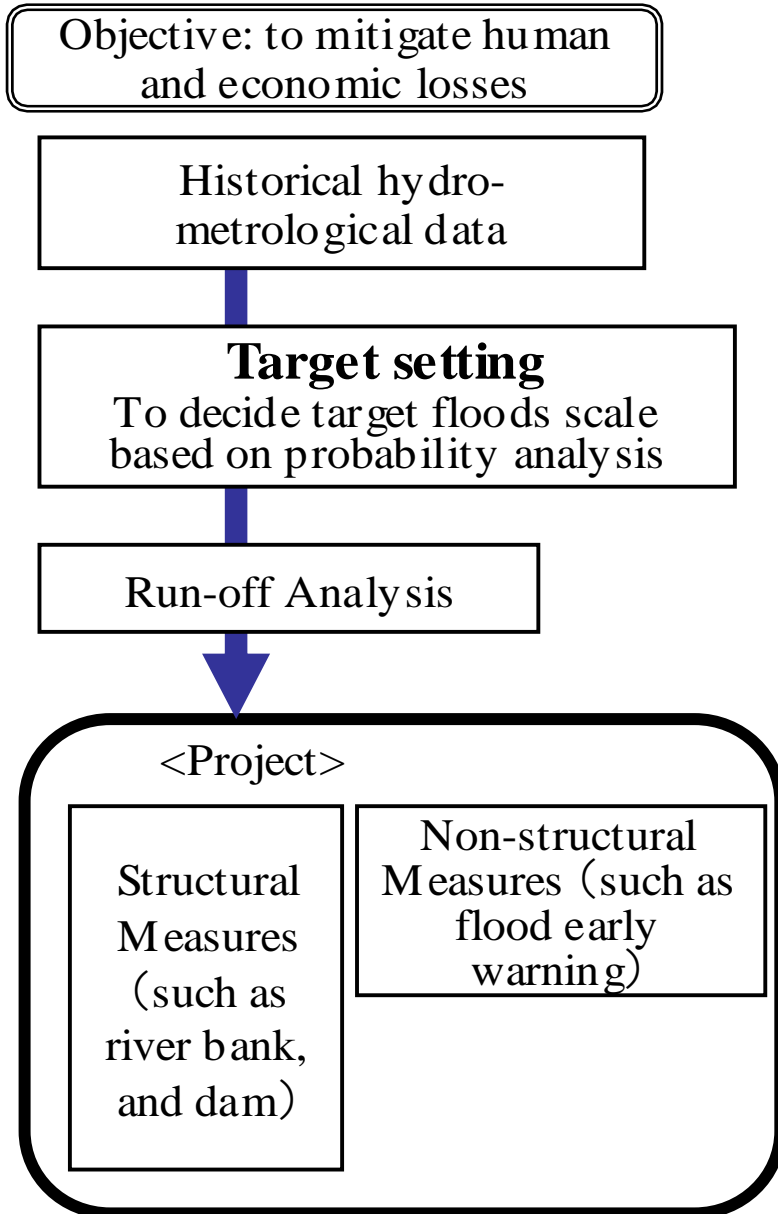 Objective: to mitigate human
and economic losses
Historical hydro-
metrological data
Target setting
To decide target floods scale
based on probability analysis
Run-off Analysis
<Project>
Structural
Measures
（such as
river bank,
and dam）
Non-structural
Measures（such as
flood early
warning）